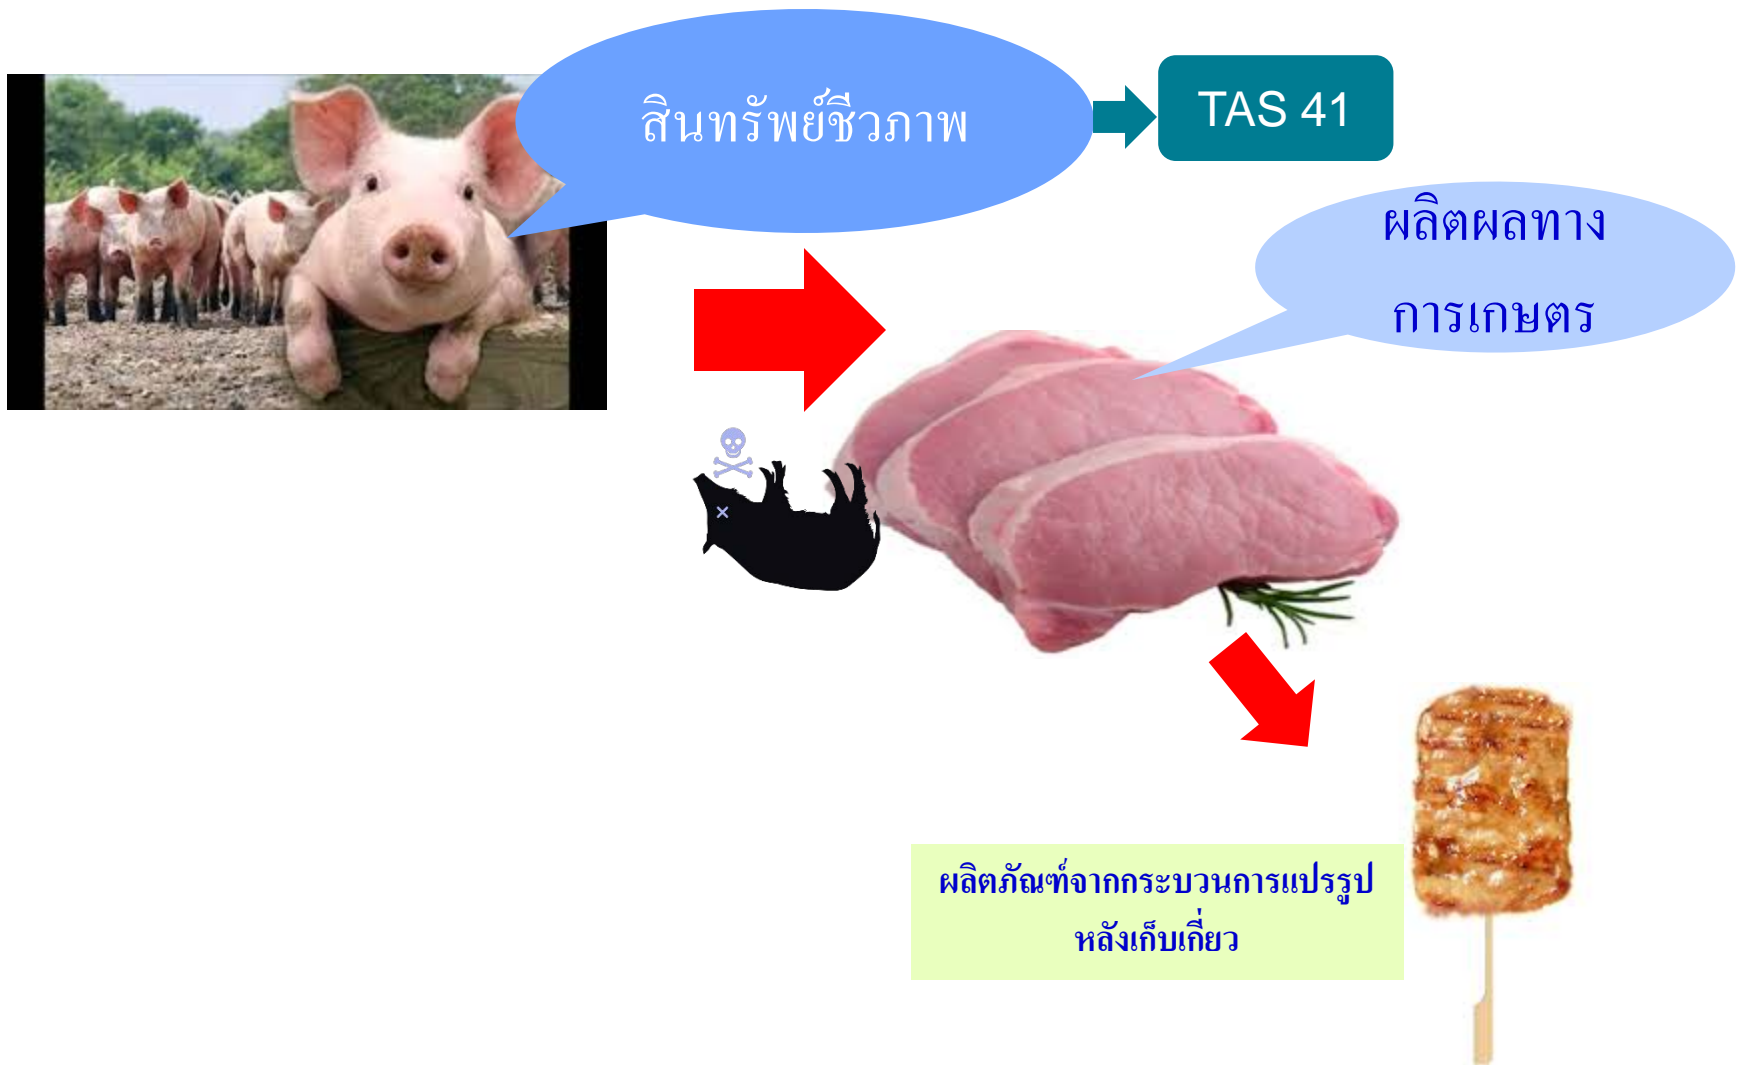 สินทรัพย์ชีวภาพ
TAS 41
ผลิตผลทาง
การเกษตร
ผลิตภัณฑ์จากกระบวนการแปรรูป
หลังเก็บเกี่ยว